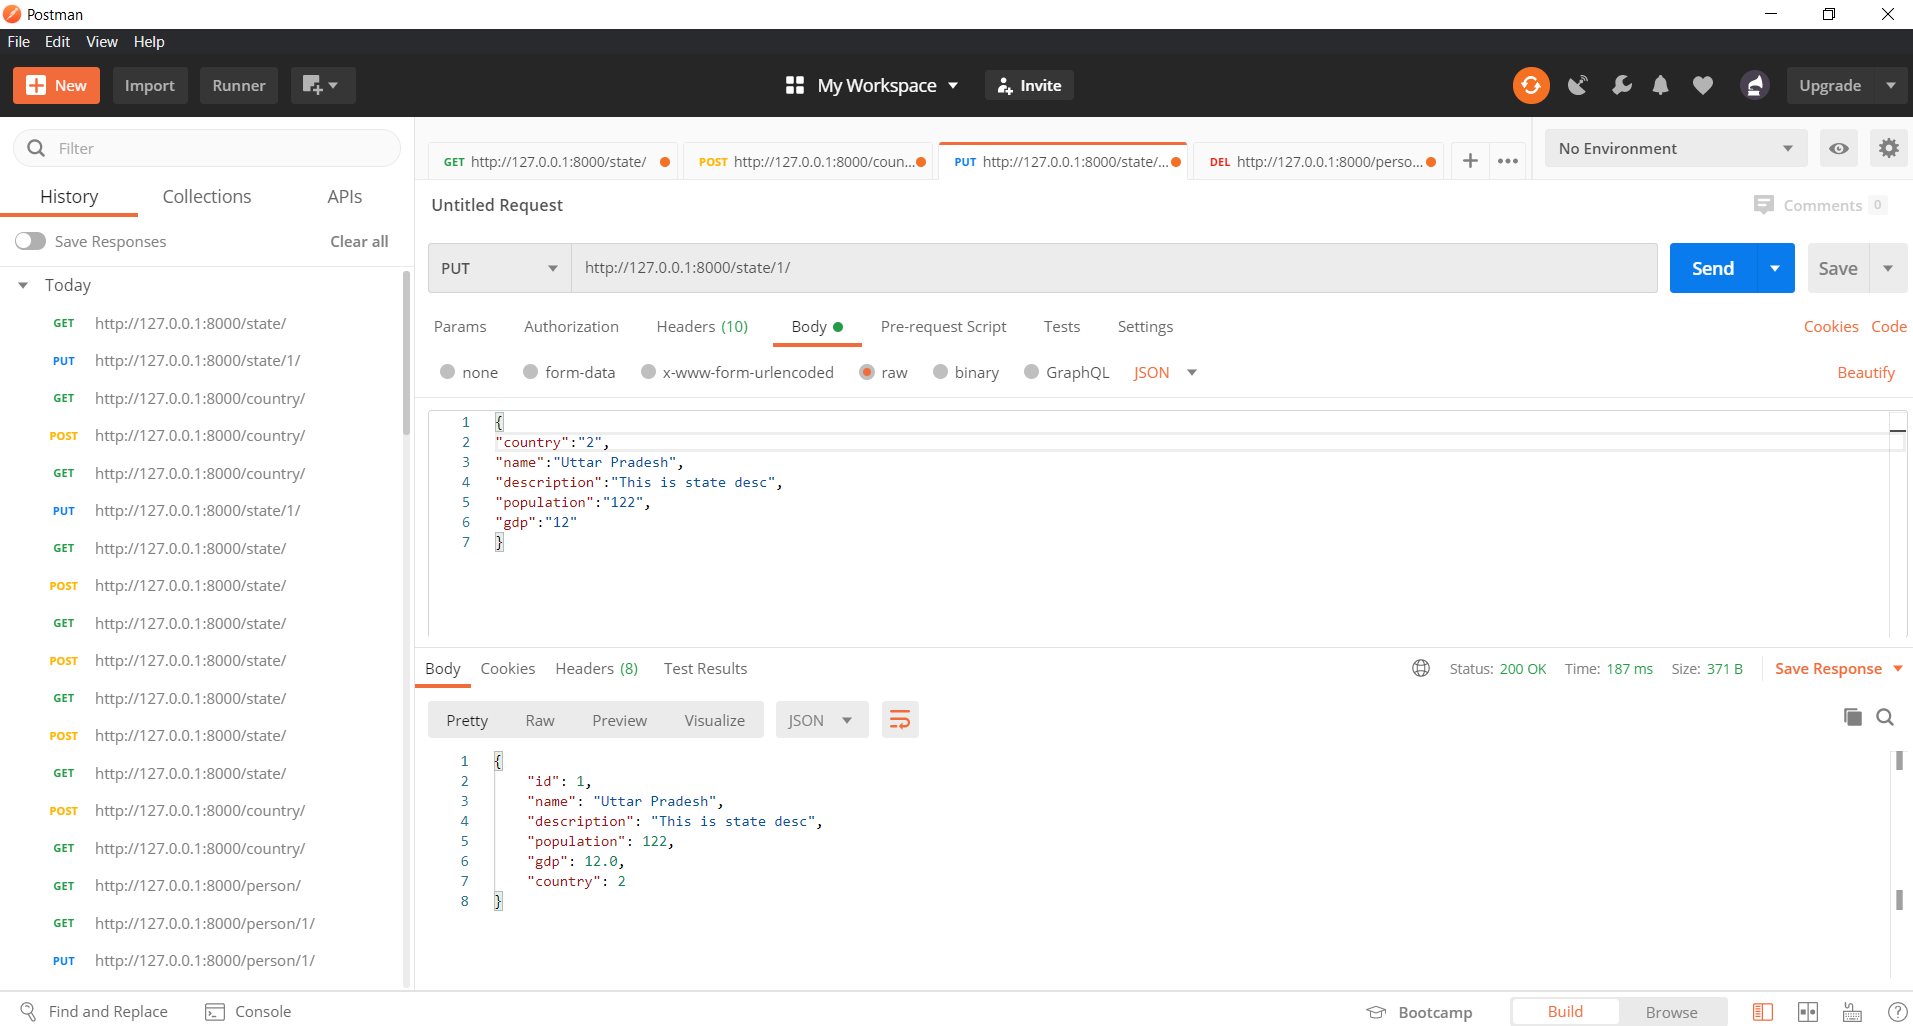 Postman
File Edit View Help
New Import Runner My Workspace Invite Upgrade
Filter
History Collections APIs
Save Responses Clear all
Today
GET http://127.0.0.1:8000/state/
PUT http://127.0.0.1:8000/state/1/
GET http://127.0.0.1:8000/country/
POST http://127.0.0.1:8000/country/
GET http://127.0.0.1:8000/country/
PUT http://127.0.0.1:8000/state/1/
GET http://127.0.0.1:8000/state/
POST http://127.0.0.1:8000/state/
GET http://127.0.0.1:8000/state/
POST http://127.0.0.1:8000/state/
GET http://127.0.0.1:8000/state/
POST http://127.0.0.1:8000/state/
GET http://127.0.0.1:8000/state/
POST http://127.0.0.1:8000/country/
GET http://127.0.0.1:8000/country/
GET http://127.0.0.1:8000/person/
GET http://127.0.0.1:8000/person/1/
PUT http://127.0.0.1:8000/person/1/
GET http://127.0.0.1:8000/state/ POST http://127.0.0.1:8000/coun... PUT http://127.0.0.1:8000/state/... DEL http://127.0.0.1:8000/perso... No Environment
Untitled Request Comments 0
PUT http://127.0.0.1:8000/state/1/ Send Save
Params Authorization Headers (10) Body Pre-request Script Tests Settings Cookies Code
none form-data x-www-form-urlencoded raw binary GraphQL JSON Beautify
1 {
2 "country":"2",
3 "name":"Uttar Pradesh",
4 "description":"This is state desc",
5 "population":"122",
6 "gdp":"12"
7 }
Body Cookies Headers (8) Test Results Status: 200 OK Time: 187 ms Size: 371 B Save Response
Pretty Raw Preview Visualize JSON
1 {
2 "id": 1,
3 "name": "Uttar Pradesh",
4 "description": "This is state desc",
5 "population": 122,
6 "gdp": 12.0,
7 "country": 2
8 }
Find and Replace Console Bootcamp Build Browse